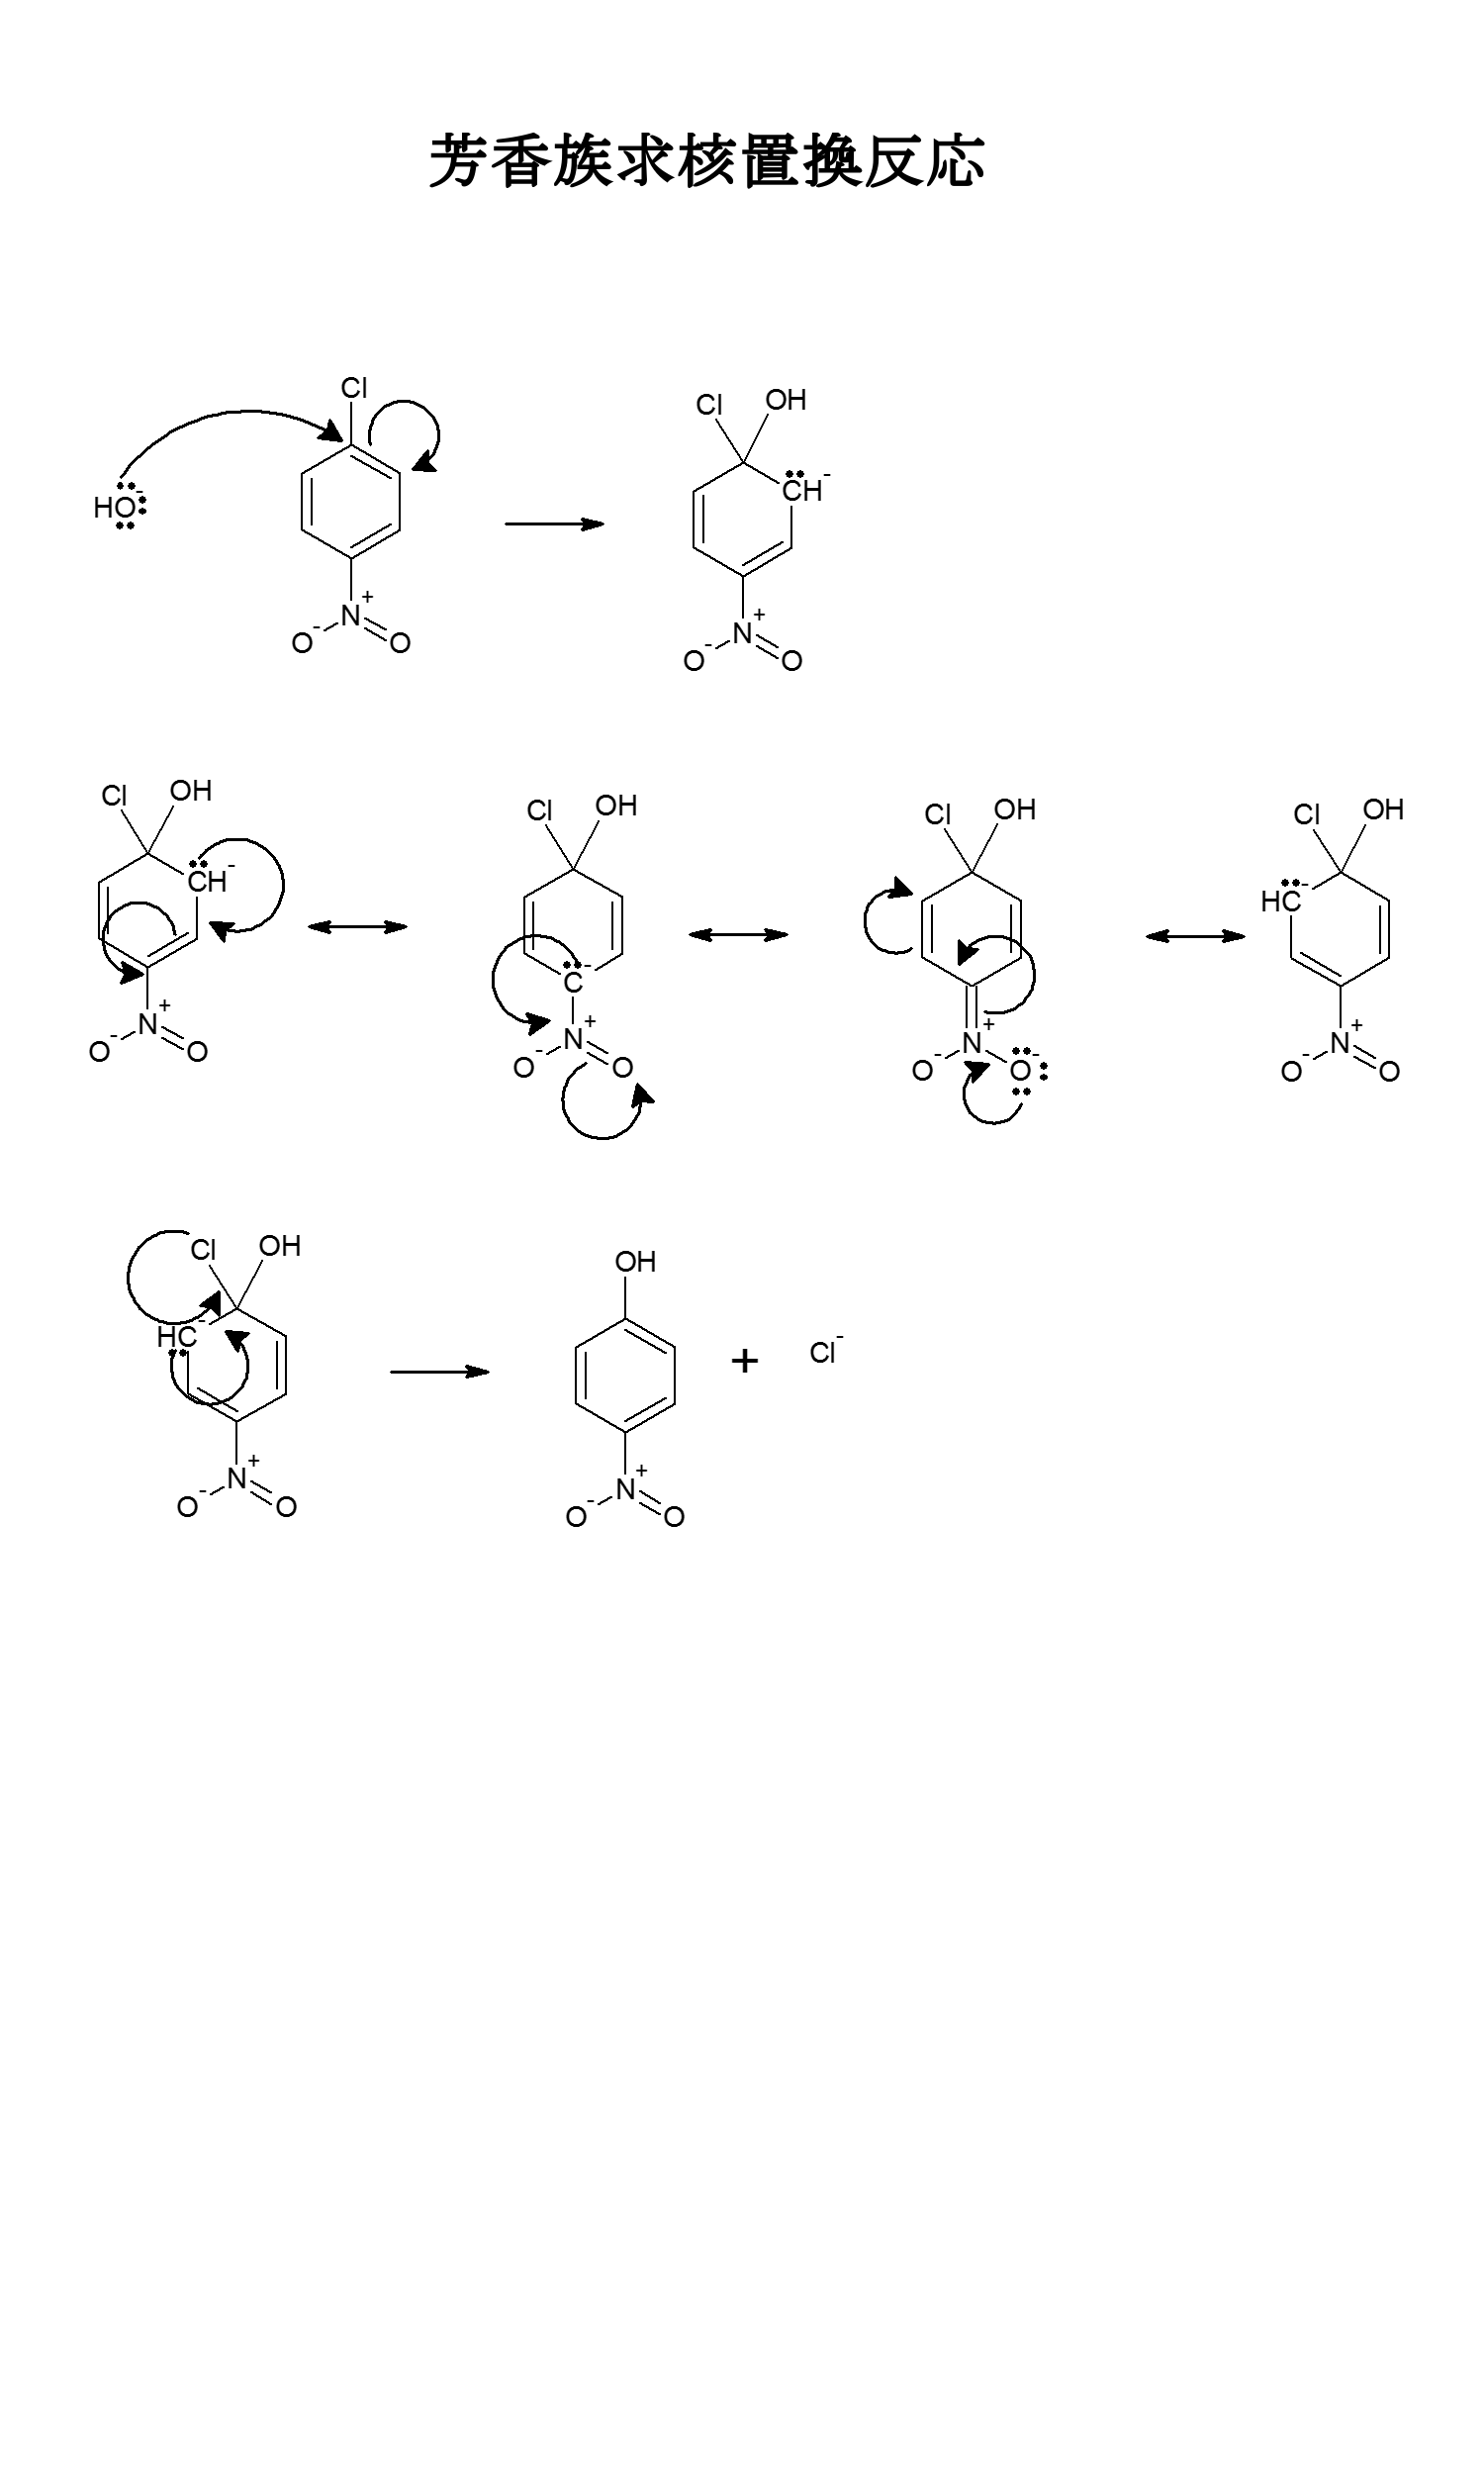 芳香族求核置換反応
Cl Cl OH
HO- CH-
N+ N+
O- O O- O
Cl OH Cl OH Cl OH Cl OH
CH- HC-
C-
N+ N+ N+ N+
O- O O- O O- O- O- O
Cl OH OH
HC- + Cl-
N+ N+
O- O O- O